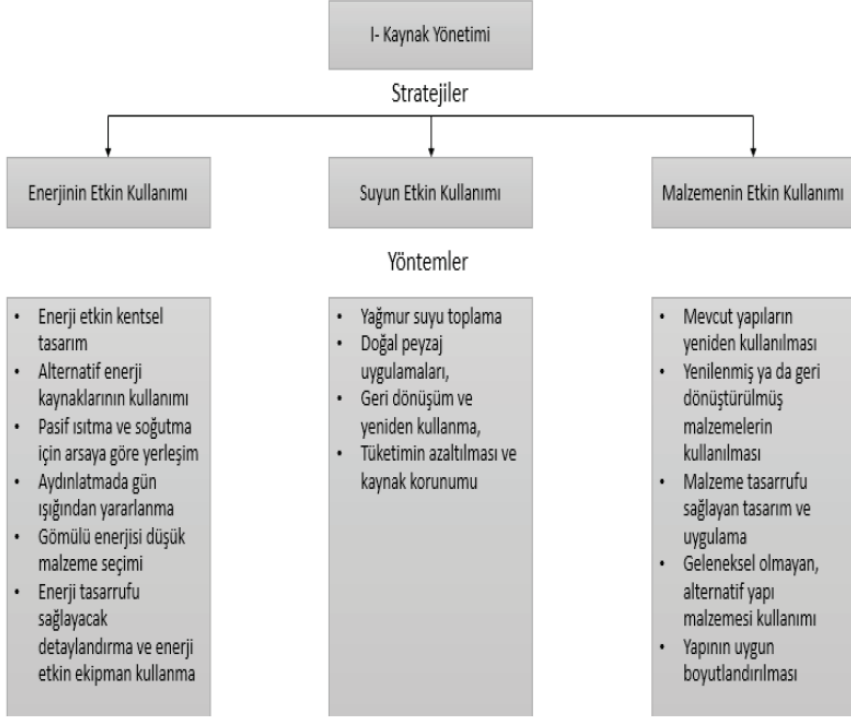 I- Kaynak Yönetimi
Stratejiler
Enerjinin Etkin Kullanımı
Suyun Etkin Kullanımı
Malzemenin Etkin Kullanımı
Yöntemler
• Enerji etkin kentsel
tasarım
• Alternatif enerji
kaynaklarının kullanımı
• Pasif ısıtma ve soğutma
için arsaya göre yerleşim
• Aydınlatmada gün
ışığından yararlanma
• Gömülü enerjisi düşük
malzeme seçimi
• Enerji tasarrufu
sağlayacak
detaylandırma ve enerji
etkin ekipman kullanma
• Yağmur suyu toplama
• Doğal peyzaj
uygulamaları,
• Geri dönüşüm ve
yeniden kullanma,
• Tüketimin azaltılması ve
kaynak korunumu
• Mevcut yapıların
yeniden kullanılması
• Yenilenmiş ya da geri
dönüştürülmüş
malzemelerin
kullanılması
• Malzeme tasarrufu
sağlayan tasarım ve
uygulama
• Geleneksel olmayan,
alternatif yapı
malzemesi kullanımı
• Yapının uygun
boyutlandırılması